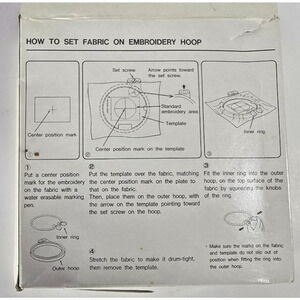 HOW TO SET FABRIC ON EMBROIDERY HOOP
Set screw
Arrow points toward
the set screw.
Standard
embroidery area
Template
Center position mark
Center position mark on the template
Inner ring
①
Put a center position
mark for the embroidery
on the fabric with a
water erasable marking
pen.
Inner ring
Outer hoop
②
Put the template over the fabric, matching
the center position mark on the plate to
that on the fabric.
Then, place them on the outer hoop, with
the arrow on the template pointing toward
the set screw on the hoop.
④
Stretch the fabric to make it drum-tight,
then remove the template.
③
Fit the inner ring into the outer
hoop, on the top surface of the
fabric by squeezing the knobs
of the ring.
* Make sure the marks on the fabric
and template do not slip out of
position when fitting the ring into
the outer hoop.